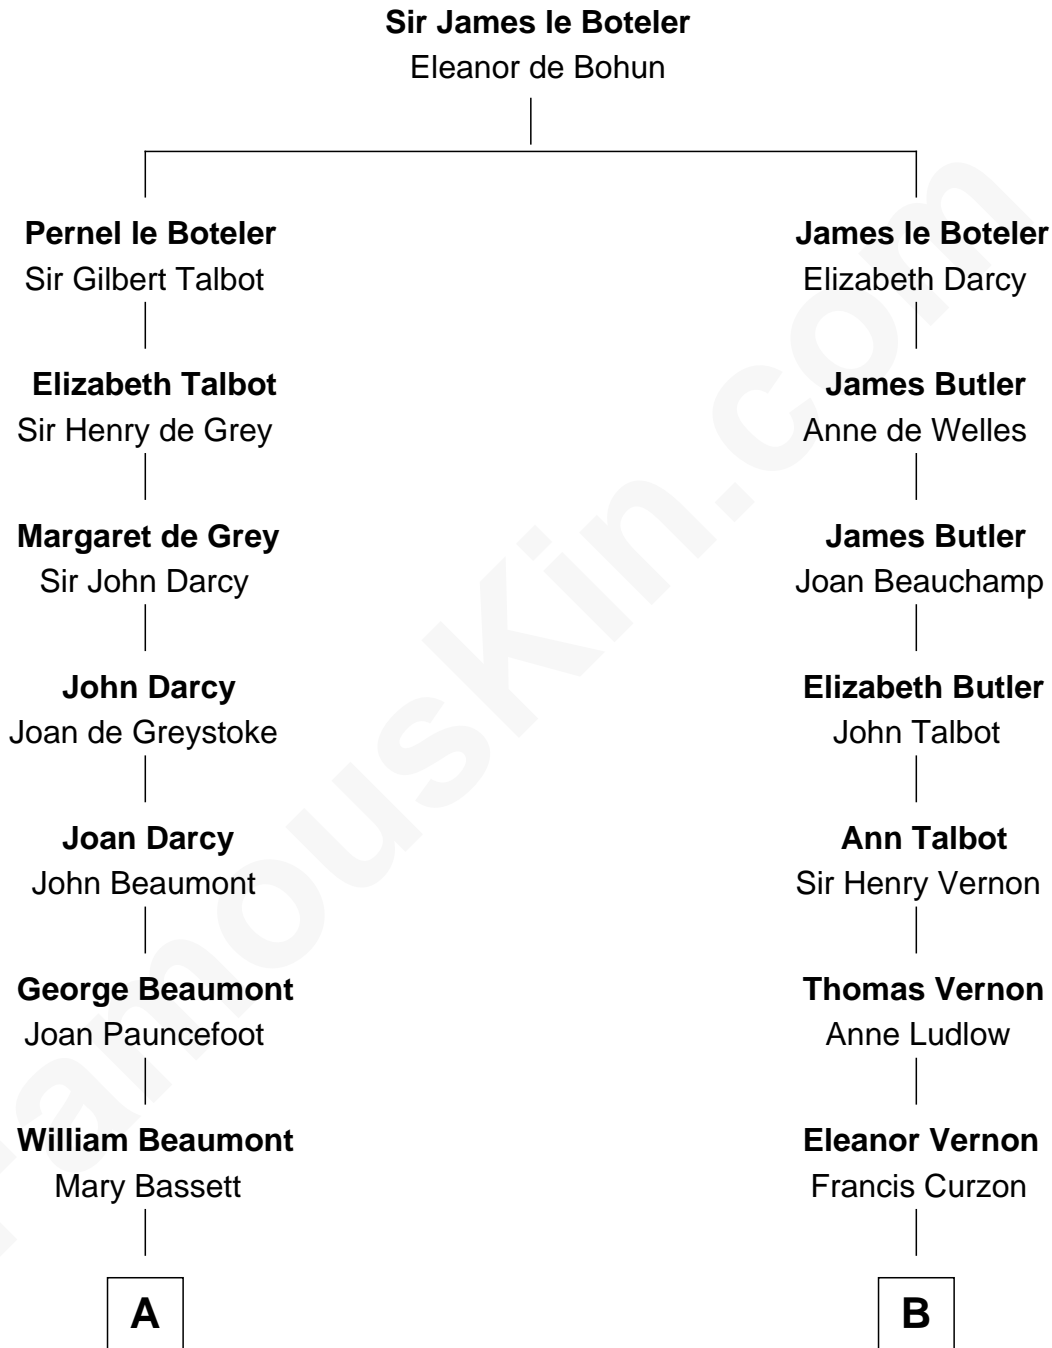 Sir James le Boteler
Eleanor de Bohun
Pernel le Boteler
Sir Gilbert Talbot
James le Boteler
Elizabeth Darcy
Elizabeth Talbot
Sir Henry de Grey
James Butler
Anne de Welles
Margaret de Grey
Sir John Darcy
James Butler
Joan Beauchamp
John Darcy
Joan de Greystoke
Elizabeth Butler
John Talbot
Joan Darcy
John Beaumont
Ann Talbot
Sir Henry Vernon
George Beaumont
Joan Pauncefoot
Thomas Vernon
Anne Ludlow
William Beaumont
Mary Bassett
Eleanor Vernon
Francis Curzon
A
B
FamousKin.com